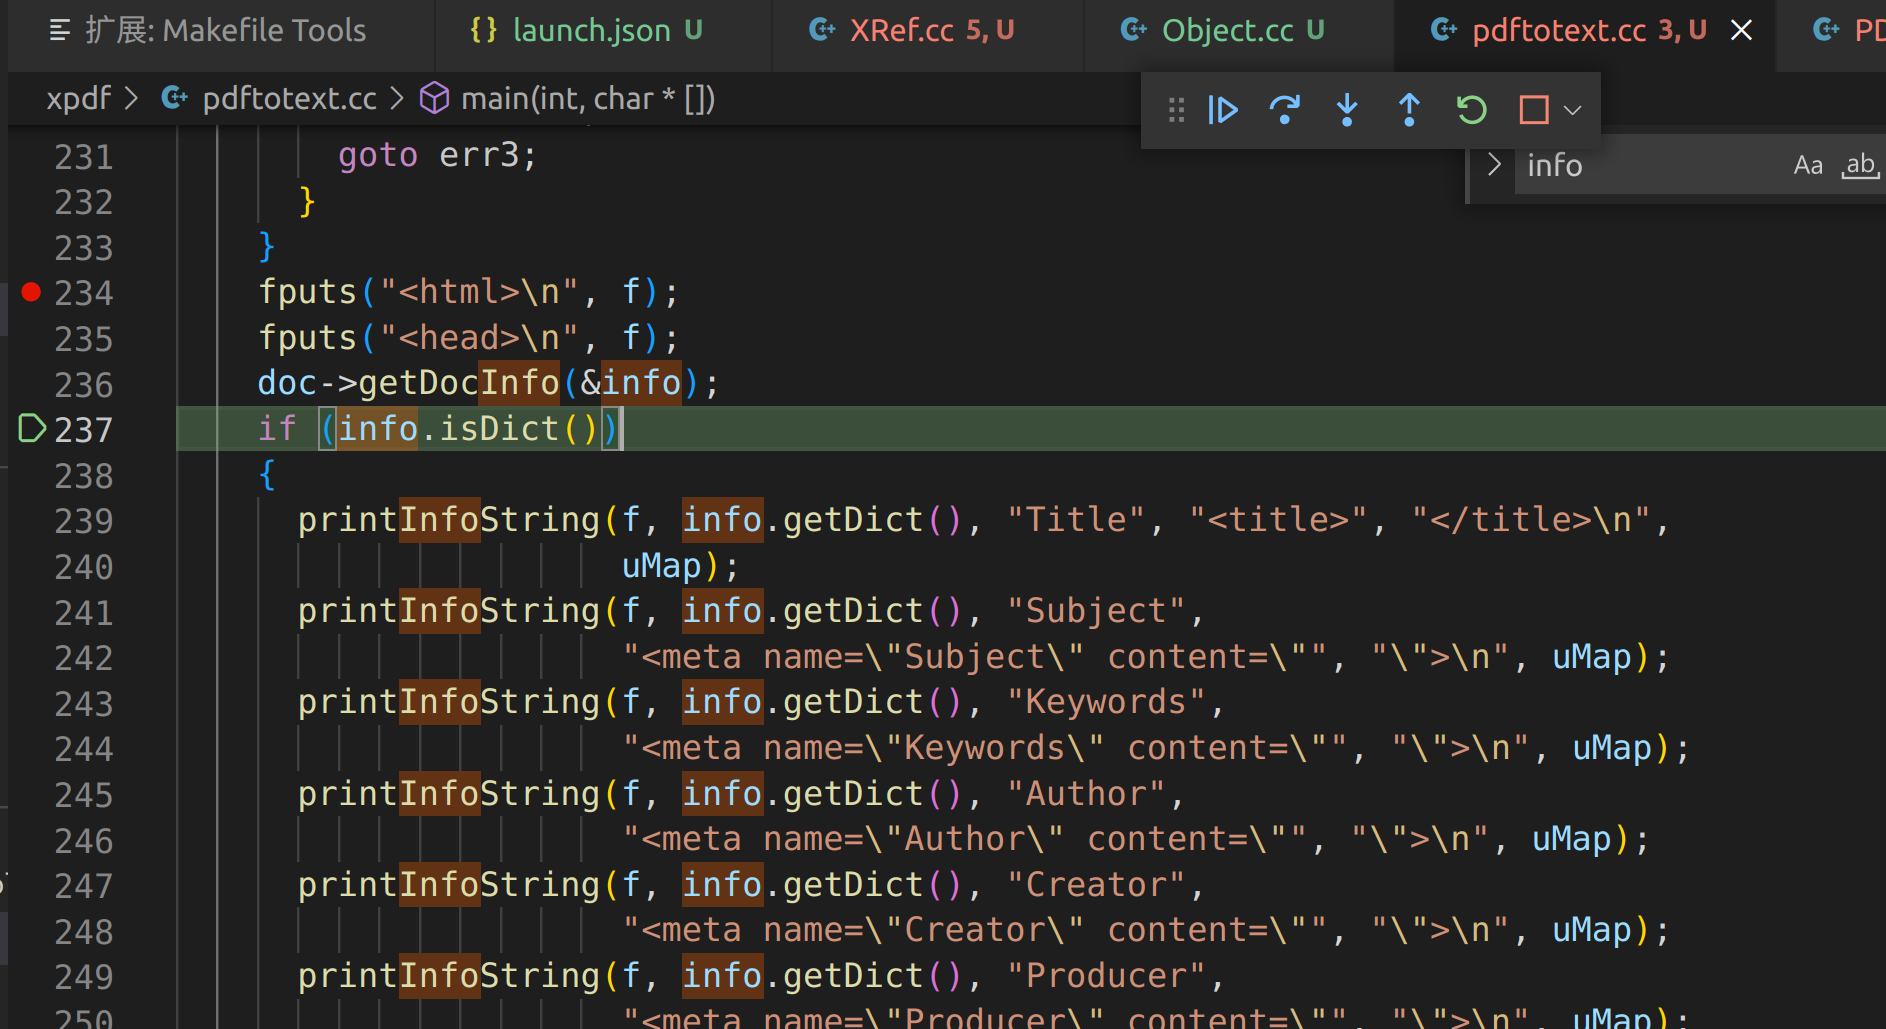 扩展: Makefile Tools
{} launch.json U
C++ XRef.cc 5, U
C++ Object.cc U
C++ pdftotext.cc 3, U
C++
xpdf > C++ pdftotext.cc > main(int, char * [])
info Aa ab
231 goto err3;
232 }
233 }
234 fputs("<html>\n", f);
235 fputs("<head>\n", f);
236 doc->getDocInfo(&info);
237 if (info.isDict())
238 {
239 printInfoString(f, info.getDict(), "Title", "<title>", "</title>\n",
240 uMap);
241 printInfoString(f, info.getDict(), "Subject",
242 "<meta name=\"Subject\" content=\"", "\">\n", uMap);
243 printInfoString(f, info.getDict(), "Keywords",
244 "<meta name=\"Keywords\" content=\"", "\">\n", uMap);
245 printInfoString(f, info.getDict(), "Author",
246 "<meta name=\"Author\" content=\"", "\">\n", uMap);
247 printInfoString(f, info.getDict(), "Creator",
248 "<meta name=\"Creator\" content=\"", "\">\n", uMap);
249 printInfoString(f, info.getDict(), "Producer",
250 "<meta name=\"Producer\" content=\"", "\">\n", uMap);